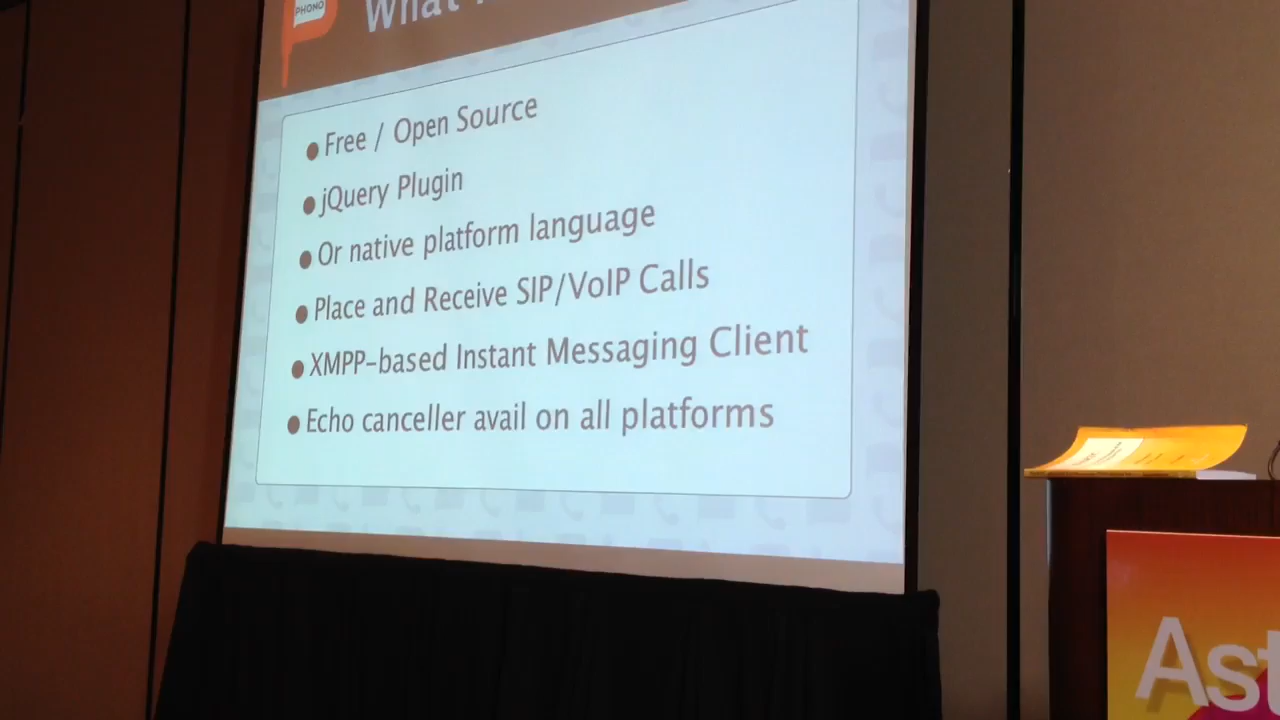 PHONO
What
Free / Open Source
jQuery Plugin
Or native platform language
Place and Receive SIP/VoIP Calls
XMPP-based Instant Messaging Client
Echo canceller avail on all platforms
Ast